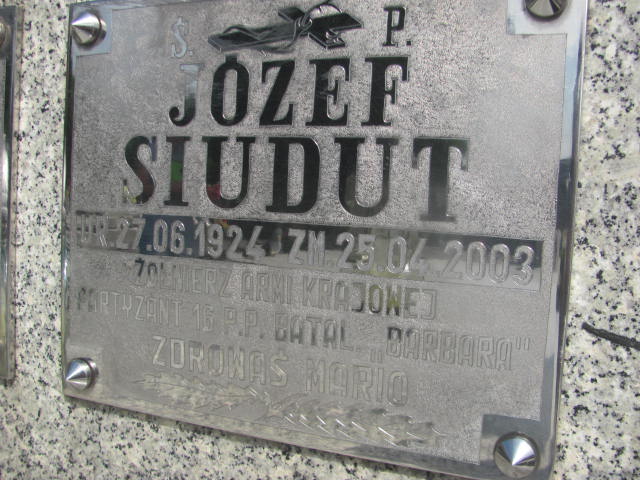 Ś. P.
JÓZEF
SIUDUT
UR. 27.06.1924 ZM. 25.04.2003
ŻOŁNIERZ ARMI KRAJOWEJ
PARTYZANT 16 P.P. BATAL. „BARBARA"
ZDROWAŚ MARIO